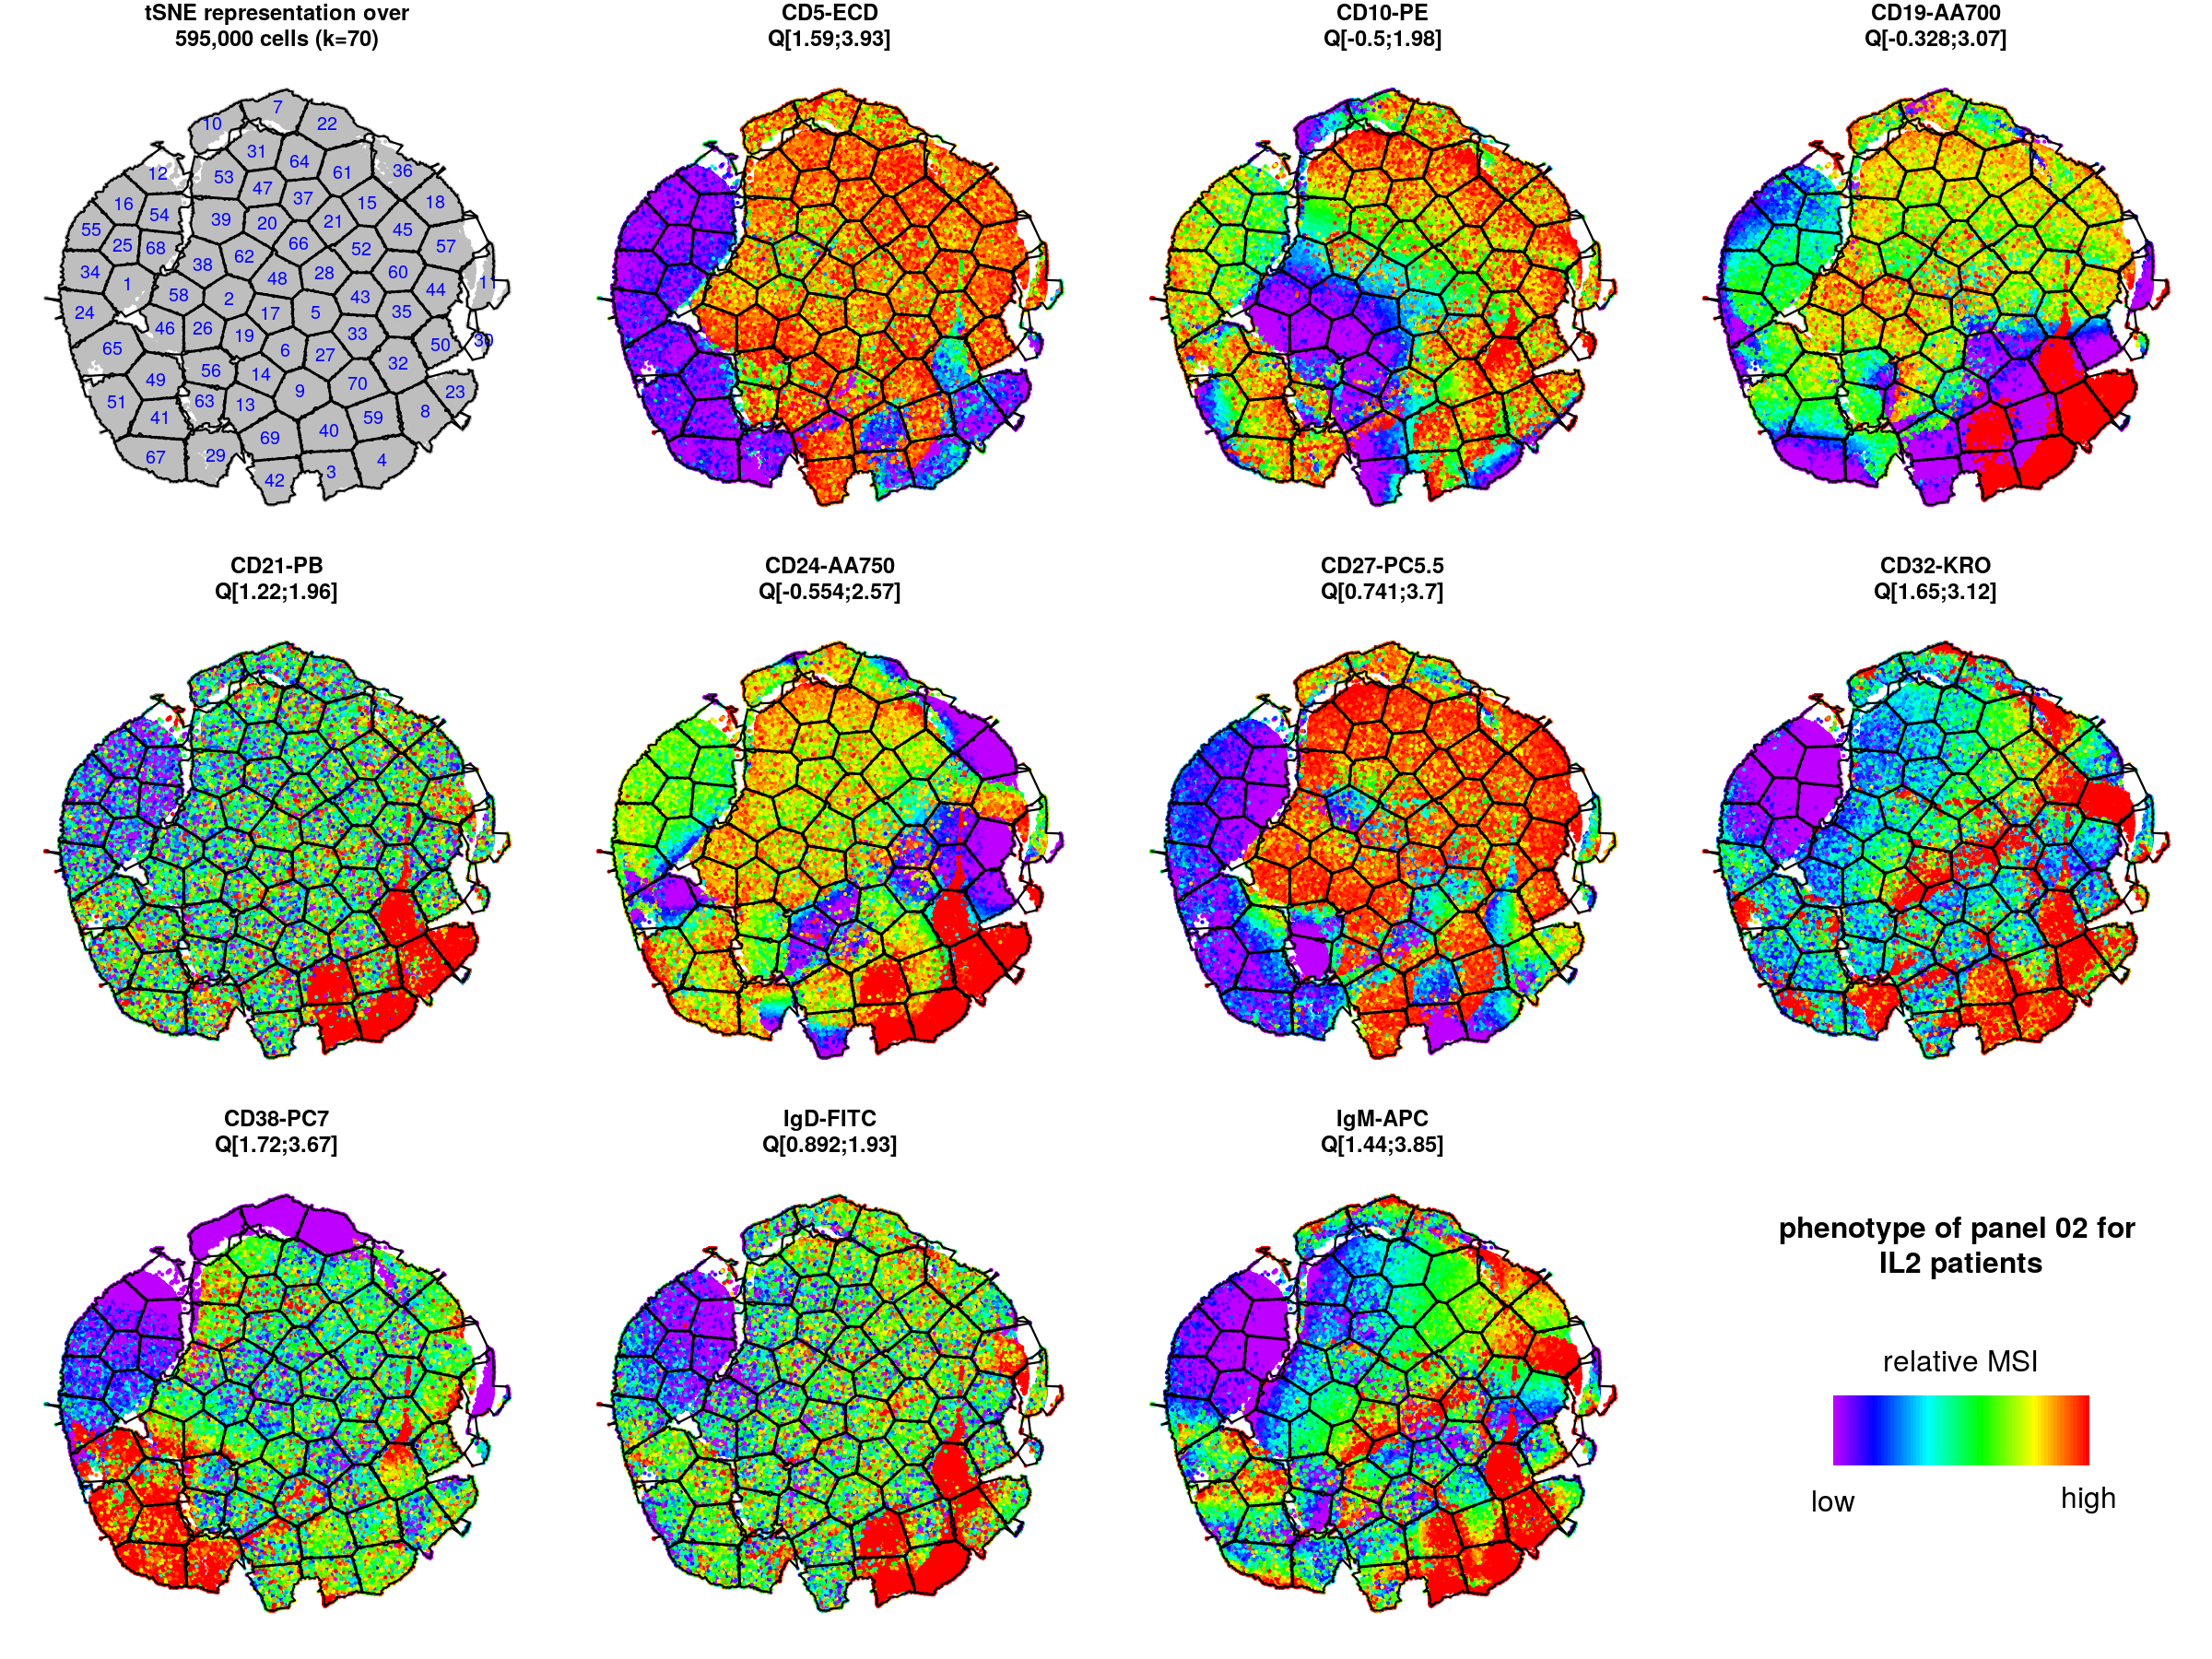 tSNE representation over
595,000 cells (k=70)
CD5-ECD
Q[1.59;3.93]
CD10-PE
Q[-0.5;1.98]
CD19-AA700
Q[-0.328;3.07]
7
10
22
31
64
61
36
12
53
47
37
15
18
16
54
39
20
21
45
55
25
68
66
52
57
34
38
62
48
28
60
1
58
2
43
44
11
24
46
26
17
5
35
65
19
33
50
30
6
27
32
49
56
14
9
70
23
51
41
63
13
8
59
67
29
69
40
4
42
3
CD21-PB
Q[1.22;1.96]
CD24-AA750
Q[-0.554;2.57]
CD27-PC5.5
Q[0.741;3.7]
CD32-KRO
Q[1.65;3.12]
CD38-PC7
Q[1.72;3.67]
IgD-FITC
Q[0.892;1.93]
IgM-APC
Q[1.44;3.85]
phenotype of panel 02 for
IL2 patients
relative MSI
low
high